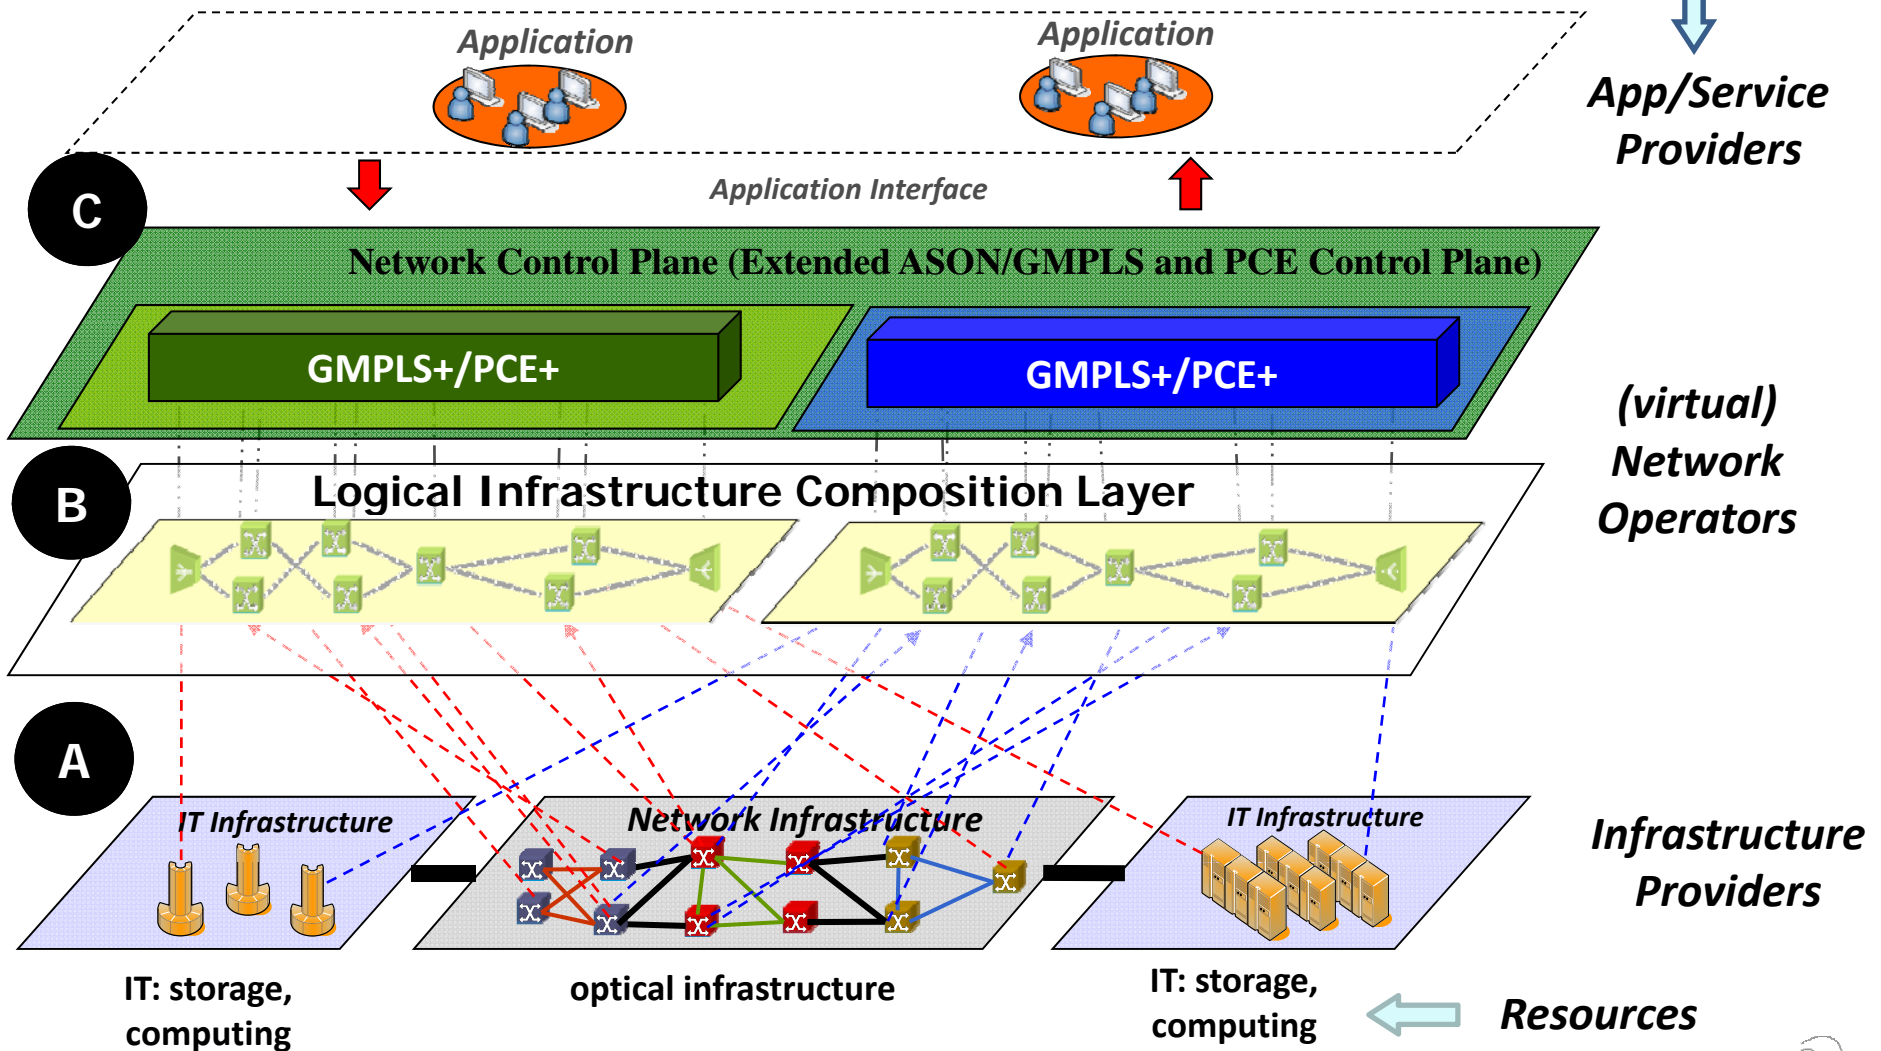 Application
Application
App/Service
Providers
C
Application Interface
Network Control Plane (Extended ASON/GMPLS and PCE Control Plane)
GMPLS+/PCE+
GMPLS+/PCE+
(virtual)
Network
Operators
B
Logical Infrastructure Composition Layer
A
IT Infrastructure
Network Infrastructure
IT Infrastructure
Infrastructure
Providers
IT: storage,
computing
optical infrastructure
IT: storage,
computing
Resources